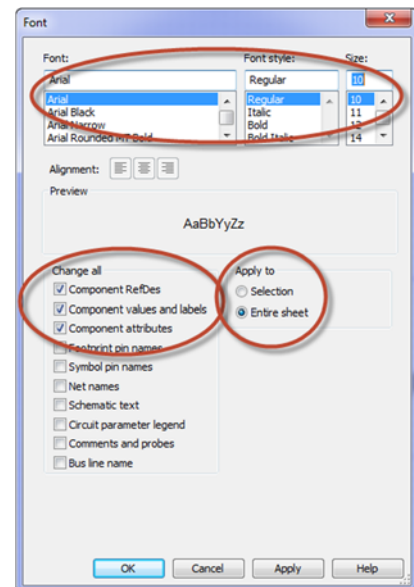 Font
Font: Font style: Size:
Arial Regular 10
Arial Regular 10
Arial Black Italic 11
Arial Narrow Bold 12
Arial Rounded MT Bold Bold Italic 14
Alignment:
Preview
AaBbYyZz
Change all Apply to
Component RefDes Selection
Component values and labels Entire sheet
Component attributes
Footprint pin names
Symbol pin names
Net names
Schematic text
Circuit parameter legend
Comments and probes
Bus line name
OK Cancel Apply Help